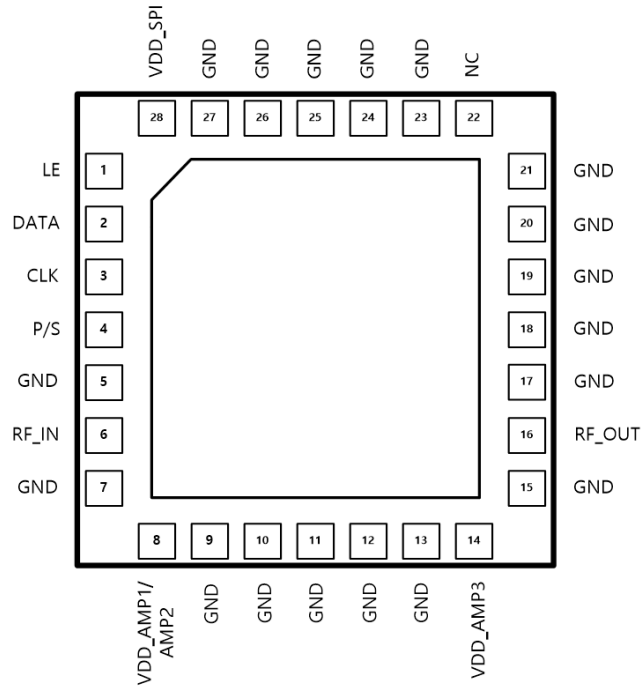 VDD_SPI
GND
GND
GND
GND
GND
NC
28
27
26
25
24
23
22
LE 1
DATA 2
CLK 3
P/S 4
GND 5
RF_IN 6
GND 7
21 GND
20 GND
19 GND
18 GND
17 GND
16 RF_OUT
15 GND
8
9
10
11
12
13
14
VDD_AMP1/
AMP2
GND
GND
GND
GND
GND
VDD_AMP3